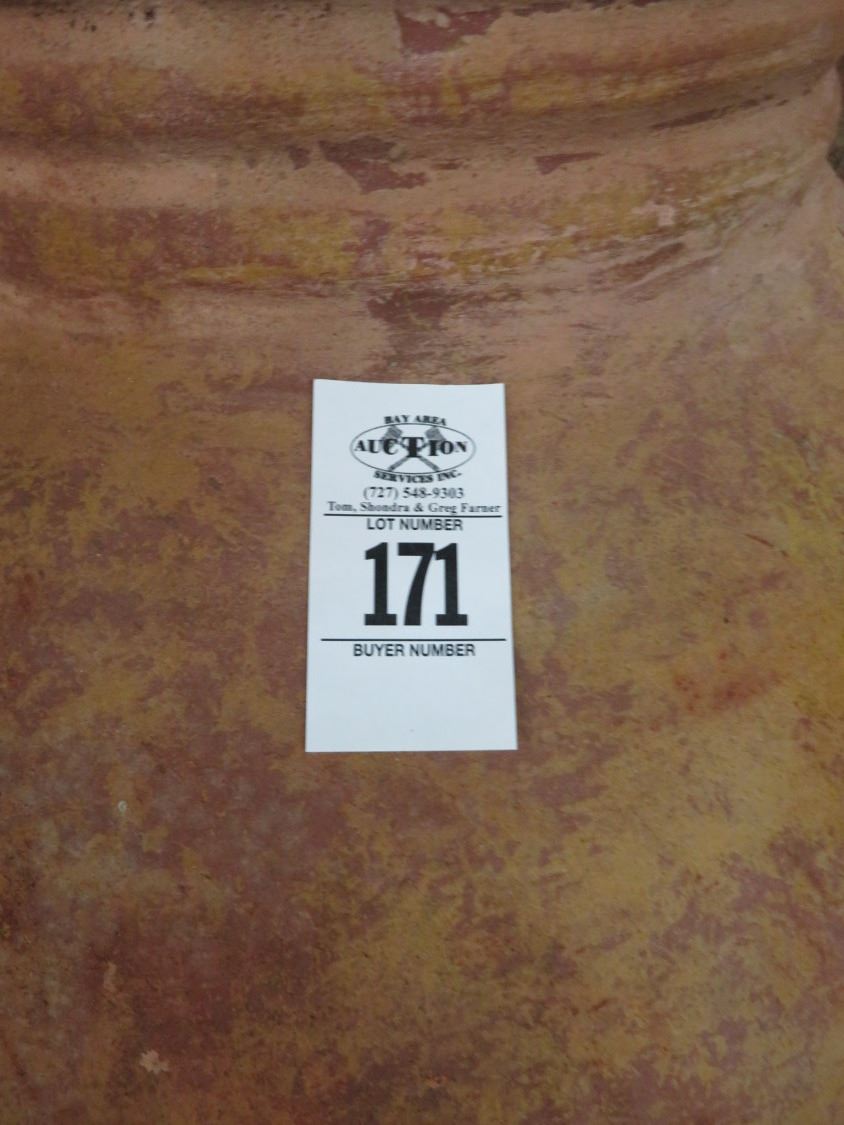 BAY AREA
AUCTION
SERVICES INC.
(727) 548-9303
Tom, Shondra & Greg Farner
LOT NUMBER
171
BUYER NUMBER